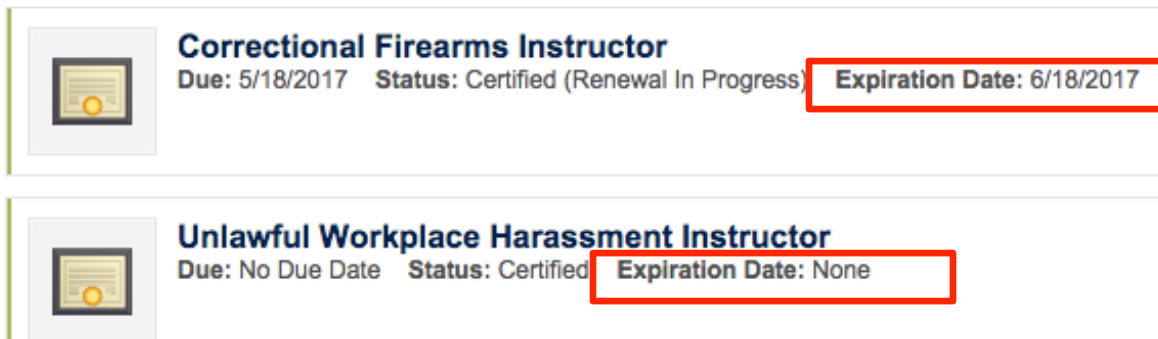 Correctional Firearms Instructor
Due: 5/18/2017 Status: Certified (Renewal In Progress) Expiration Date: 6/18/2017
Unlawful Workplace Harassment Instructor
Due: No Due Date Status: Certified Expiration Date: None